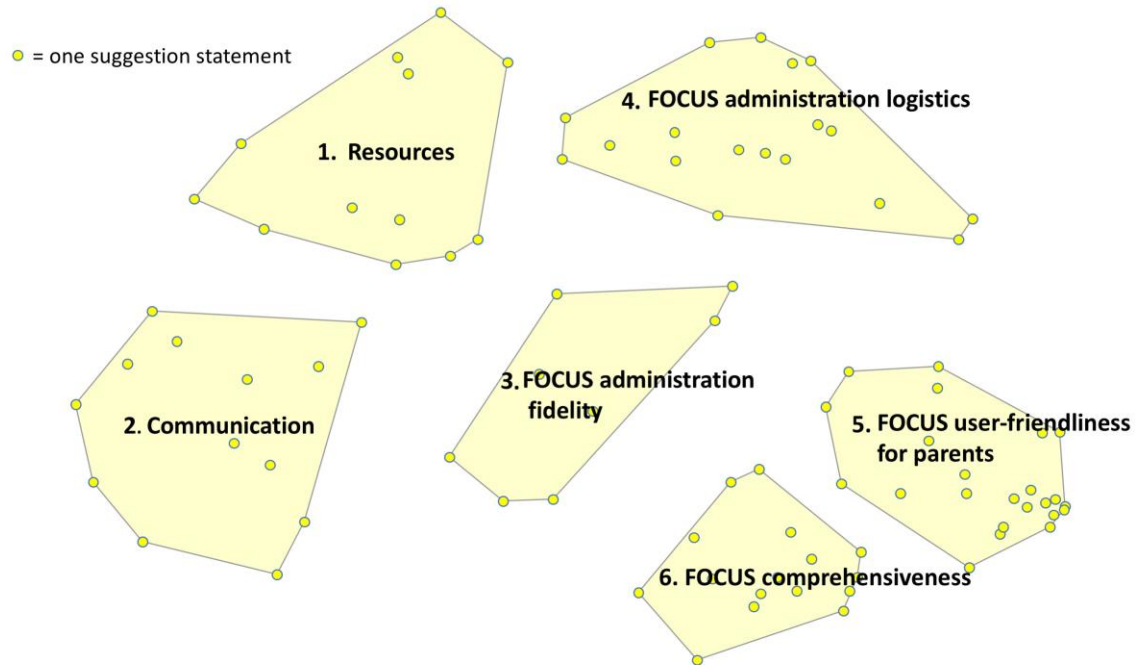 = one suggestion statement
1. Resources
4. FOCUS administration logistics
2. Communication
3. FOCUS administration
fidelity
5. FOCUS user-friendliness
for parents
6. FOCUS comprehensiveness